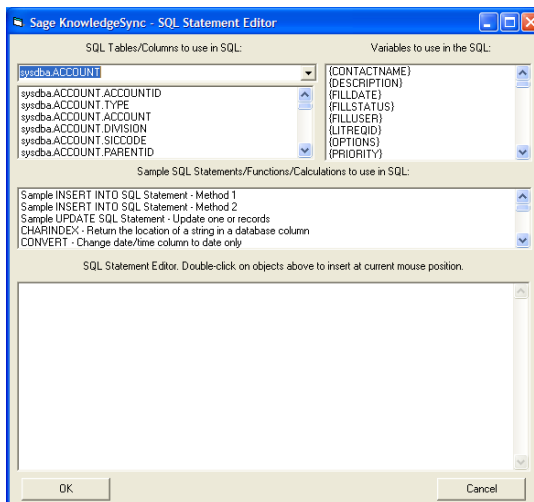 Sage KnowledgeSync - SQL Statement Editor
SQL Tables/Columns to use in SQL:
Variables to use in the SQL:
sysdba.ACCOUNT
sysdba.ACCOUNT.ACCOUNTID
sysdba.ACCOUNT.TYPE
sysdba.ACCOUNT.ACCOUNT
sysdba.ACCOUNT.DIVISION
sysdba.ACCOUNT.SICCODE
sysdba.ACCOUNT.PARENTID
{CONTACTNAME}
{DESCRIPTION}
{FILLDATE}
{FILLSTATUS}
{FILLUSER}
{LITREQID}
{OPTIONS}
{PRIORITY}
Sample SQL Statements/Functions/Calculations to use in SQL:
Sample INSERT INTO SQL Statement - Method 1
Sample INSERT INTO SQL Statement - Method 2
Sample UPDATE SQL Statement - Update one or records
CHARINDEX - Return the location of a string in a database column
CONVERT - Change date/time column to date only
SQL Statement Editor. Double-click on objects above to insert at current mouse position.
OK
Cancel